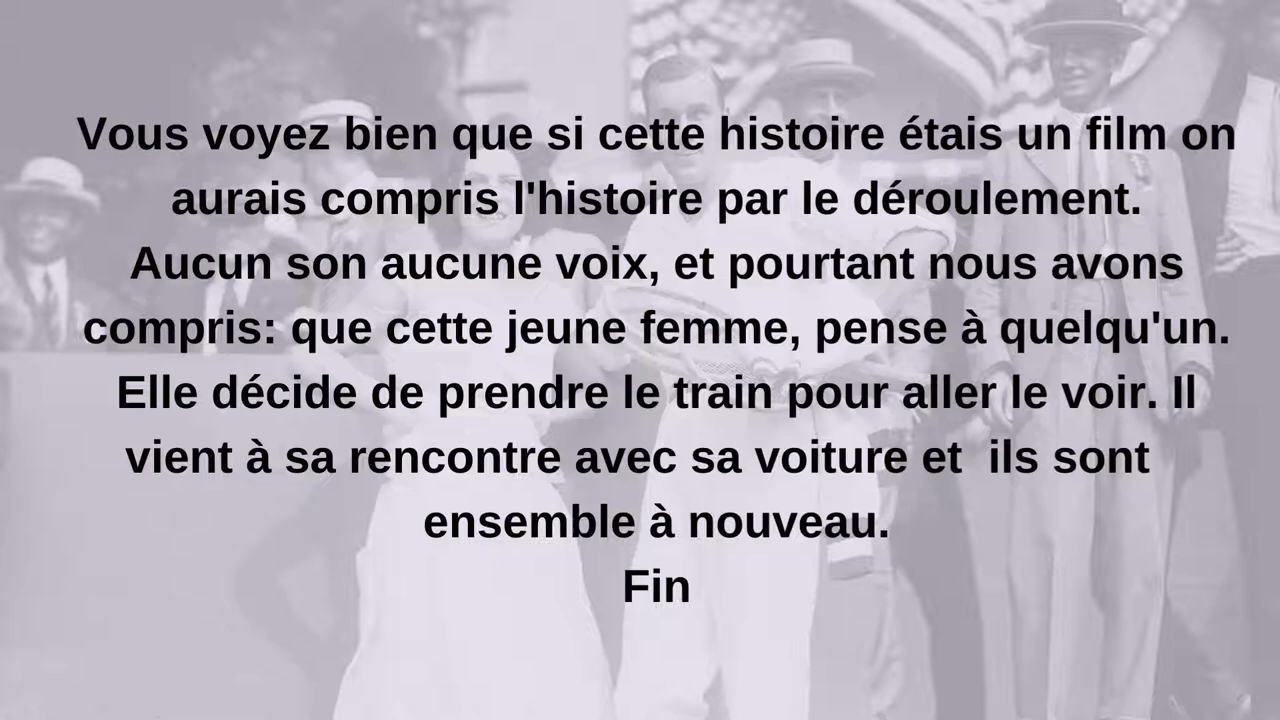 Vous voyez bien que si cette histoire étais un film on
aurais compris l'histoire par le déroulement.
Aucun son aucune voix, et pourtant nous avons
compris: que cette jeune femme, pense à quelqu'un.
Elle décide de prendre le train pour aller le voir. Il
vient à sa rencontre avec sa voiture et  ils sont
ensemble à nouveau.
Fin